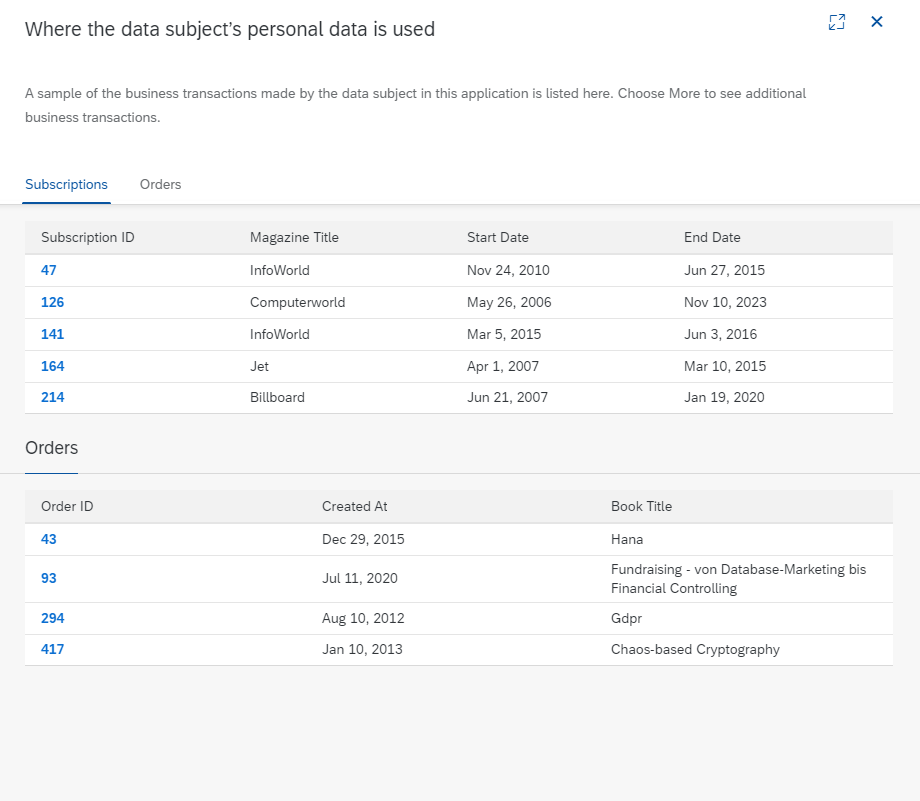 Where the data subject’s personal data is used
A sample of the business transactions made by the data subject in this application is listed here. Choose More to see additional
business transactions.
Subscriptions Orders
Subscription ID Magazine Title Start Date End Date
47 InfoWorld Nov 24, 2010 Jun 27, 2015
126 Computerworld May 26, 2006 Nov 10, 2023
141 InfoWorld Mar 5, 2015 Jun 3, 2016
164 Jet Apr 1, 2007 Mar 10, 2015
214 Billboard Jun 21, 2007 Jan 19, 2020
Orders
Order ID Created At Book Title
43 Dec 29, 2015 Hana
93 Jul 11, 2020 Fundraising - von Database-Marketing bis
Financial Controlling
294 Aug 10, 2012 Gdpr
417 Jan 10, 2013 Chaos-based Cryptography